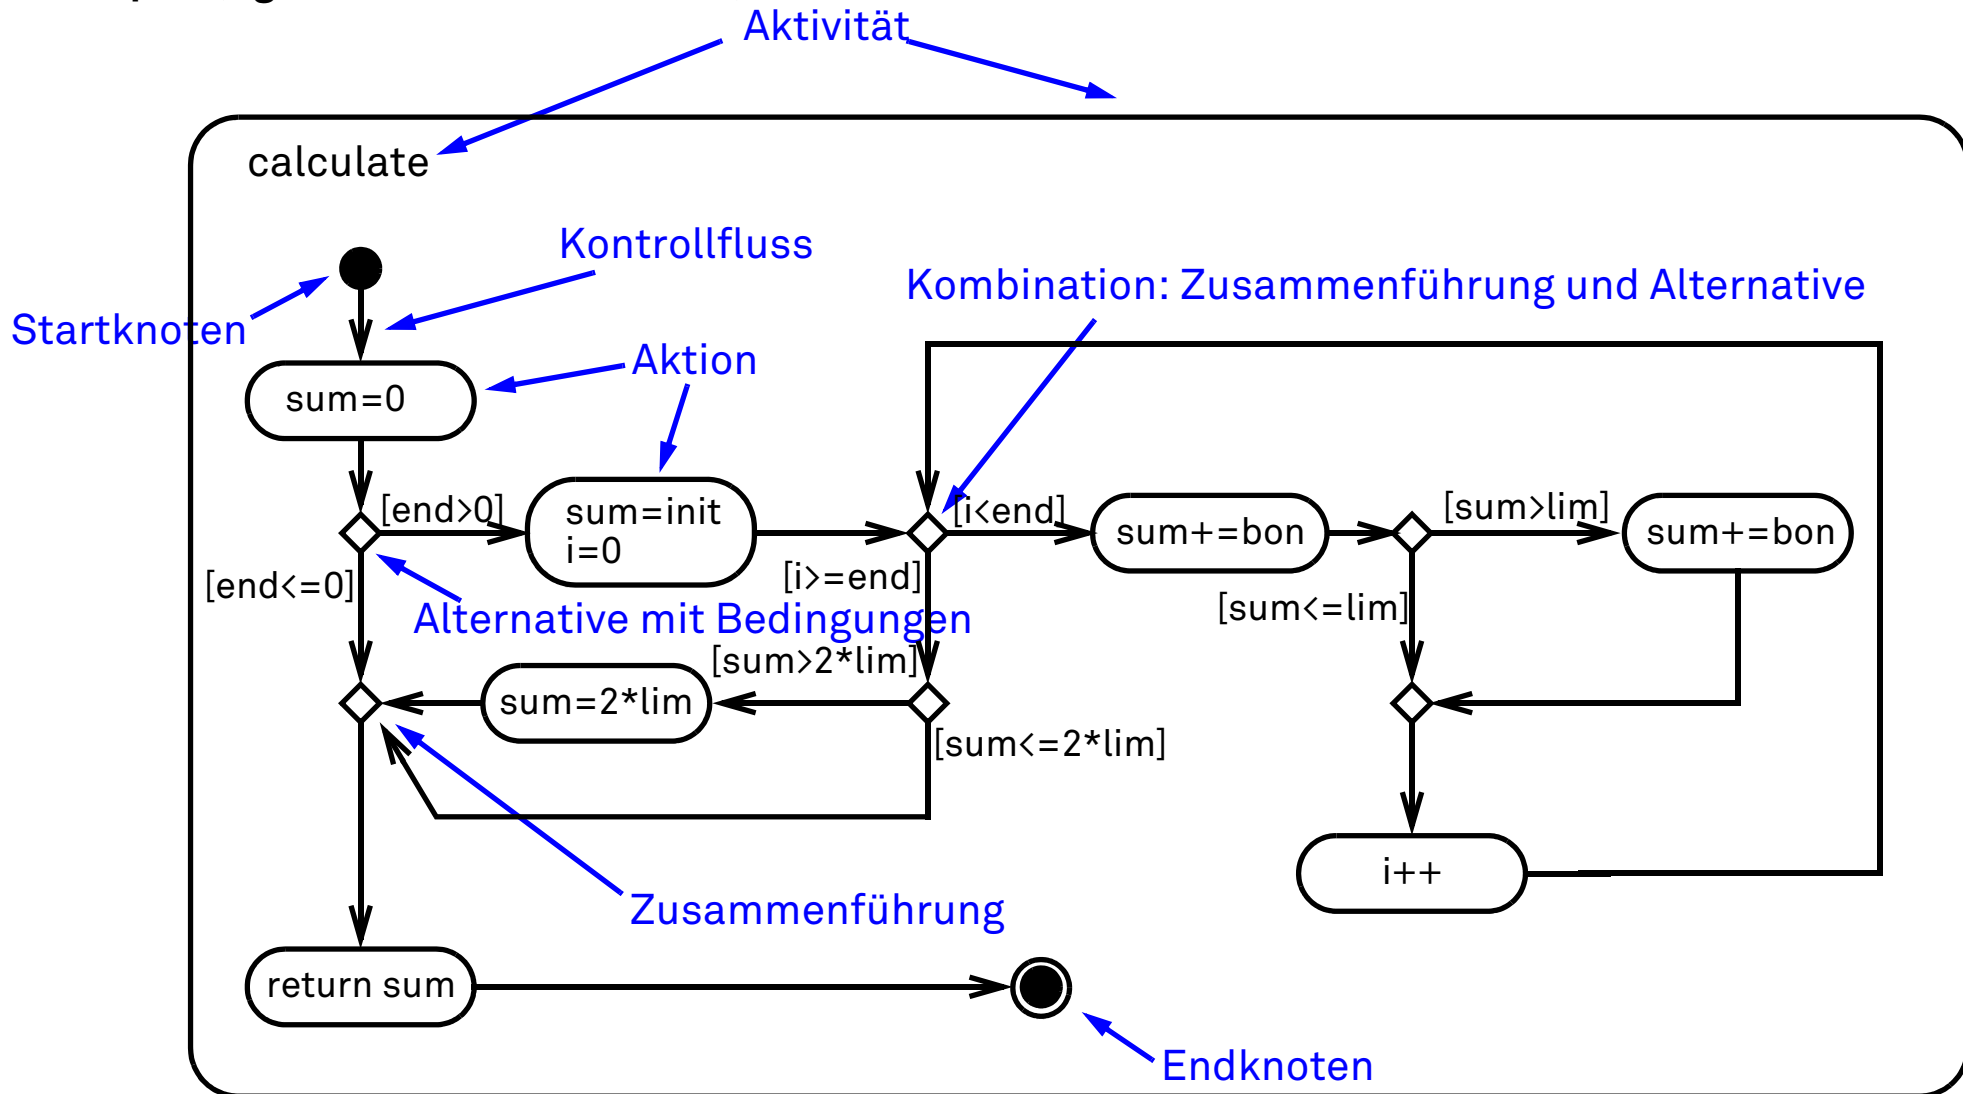 Aktivität
calculate
Kontrollfluss
Kombination: Zusammenführung und Alternative
Startknoten
Aktion
sum=0
[end>0]
sum=init
i=0
[i<end]
sum+=bon
[sum>lim]
sum+=bon
[end<=0]
[i>=end]
[sum<=lim]
Alternative mit Bedingungen
[sum>2*lim]
sum=2*lim
[sum<=2*lim]
i++
Zusammenführung
return sum
Endknoten